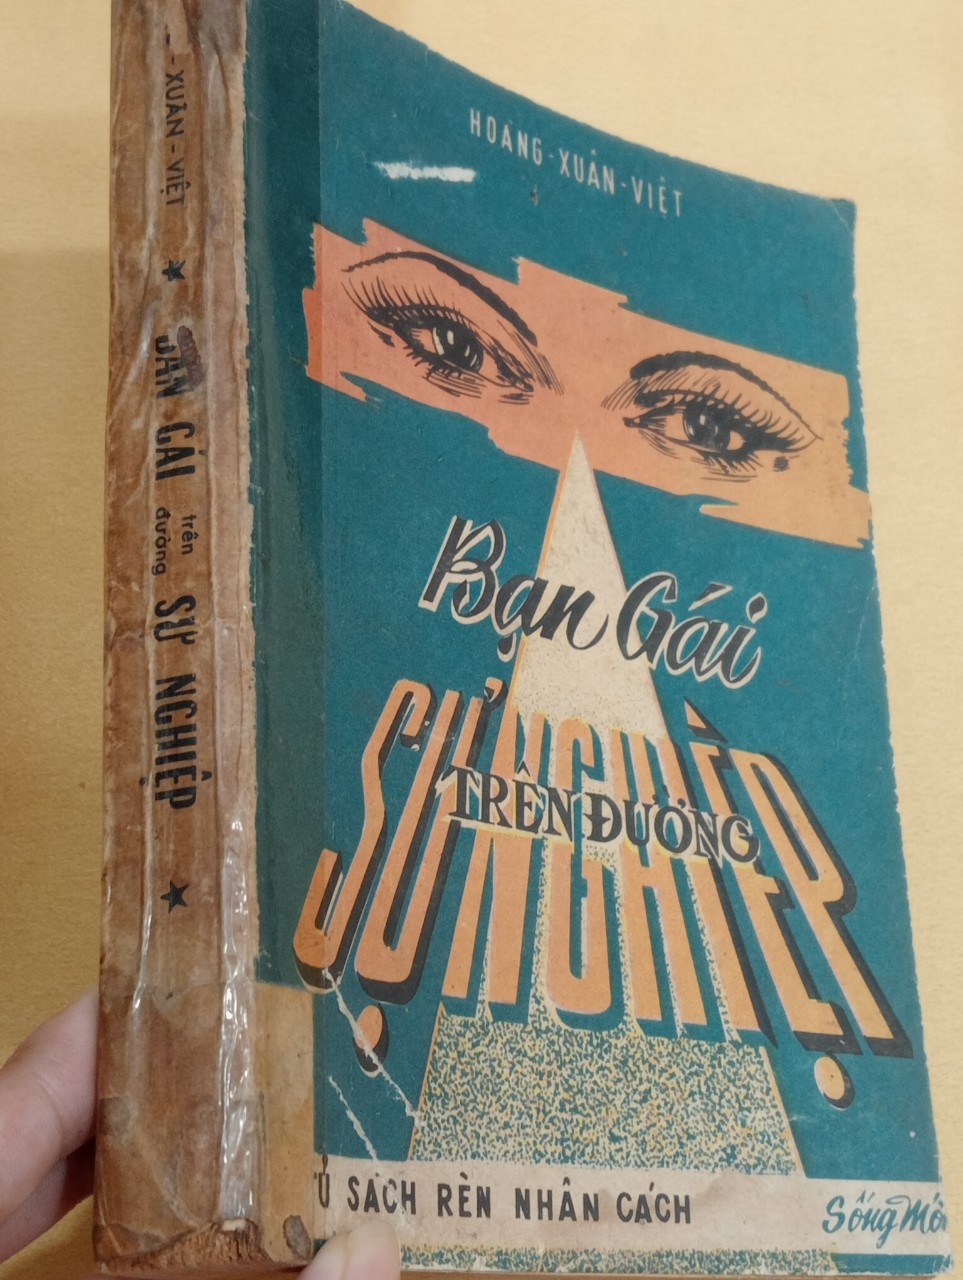 HOÀNG-XUÂN-VIỆT
Bạn Gái
TRÊN ĐƯỜNG
SỰ NGHIỆP
TỦ SÁCH RÈN NHÂN CÁCH
SỐNG MỚI
XUÂN-VIỆT ★ BẠN GÁI trên đường SỰ NGHIỆP ★